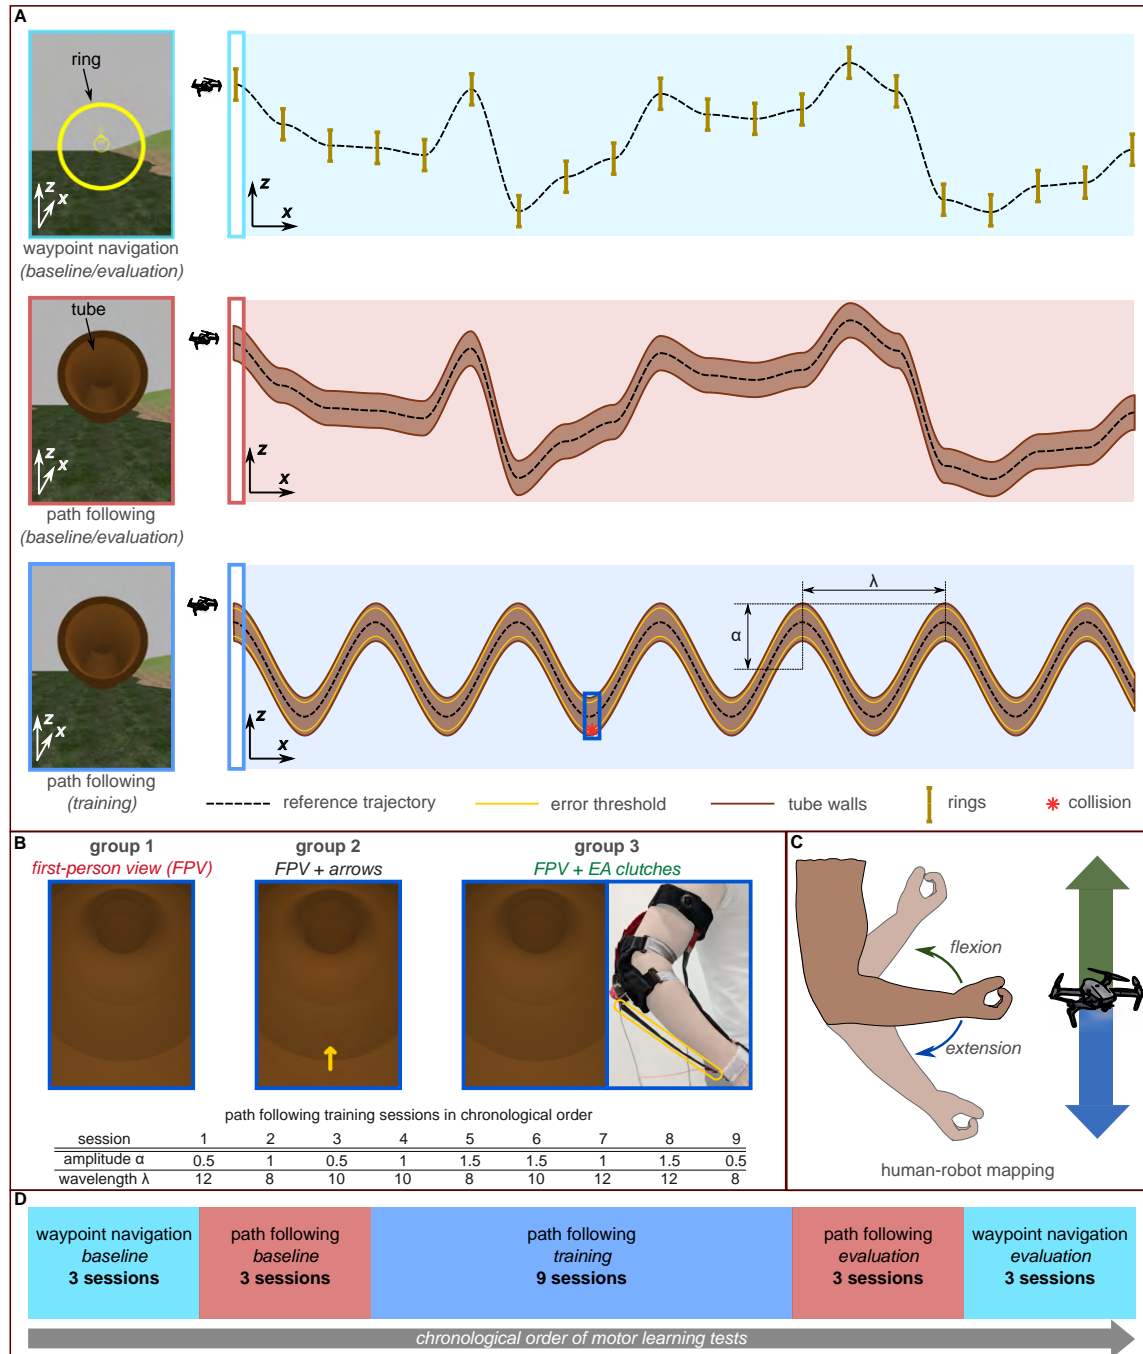 A
ring
z
x
waypoint navigation
(baseline/evaluation)
z
x
tube
z
x
path following
(baseline/evaluation)
z
x
λ
α
z
x
path following
(training)
z
x
reference trajectory
error threshold
tube walls
rings
collision
B
group 1
first-person view (FPV)
group 2
FPV + arrows
group 3
FPV + EA clutches
path following training sessions in chronological order
session 1 2 3 4 5 6 7 8 9
amplitude α 0.5 1 0.5 1 1.5 1.5 1 1.5 0.5
wavelength λ 12 8 10 10 8 10 12 12 8
C
flexion
extension
human-robot mapping
D
waypoint navigation
baseline
3 sessions
path following
baseline
3 sessions
path following
training
9 sessions
path following
evaluation
3 sessions
waypoint navigation
evaluation
3 sessions
chronological order of motor learning tests